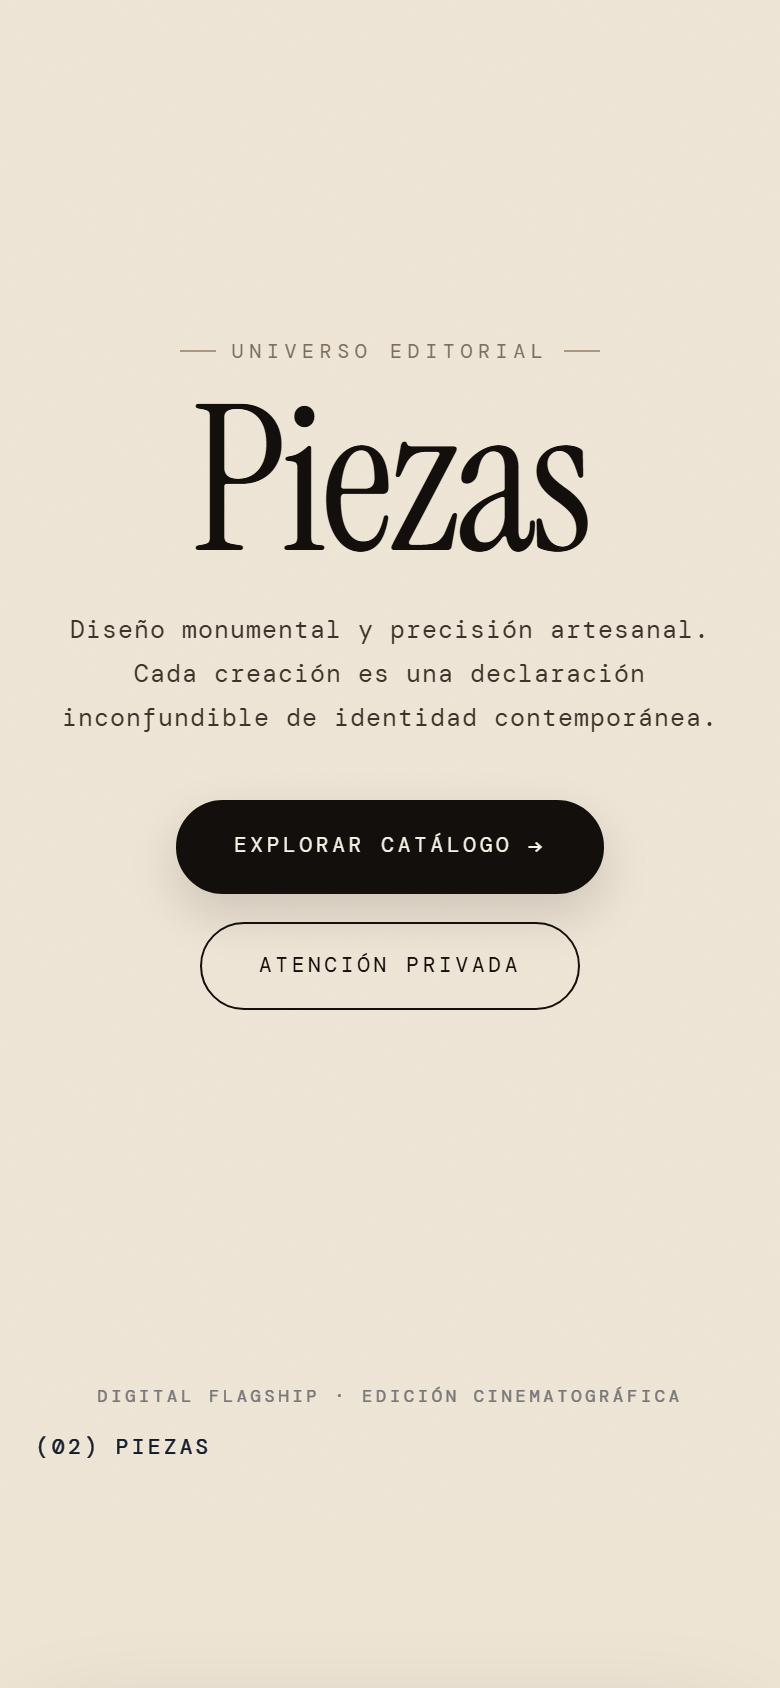 UNIVERSO EDITORIAL
Piezas
Diseño monumental y precisión artesanal.
Cada creación es una declaración
inconfundible de identidad contemporánea.
EXPLORAR CATÁLOGO →
ATENCIÓN PRIVADA
DIGITAL FLAGSHIP · EDICIÓN CINEMATOGRÁFICA
(02) PIEZAS